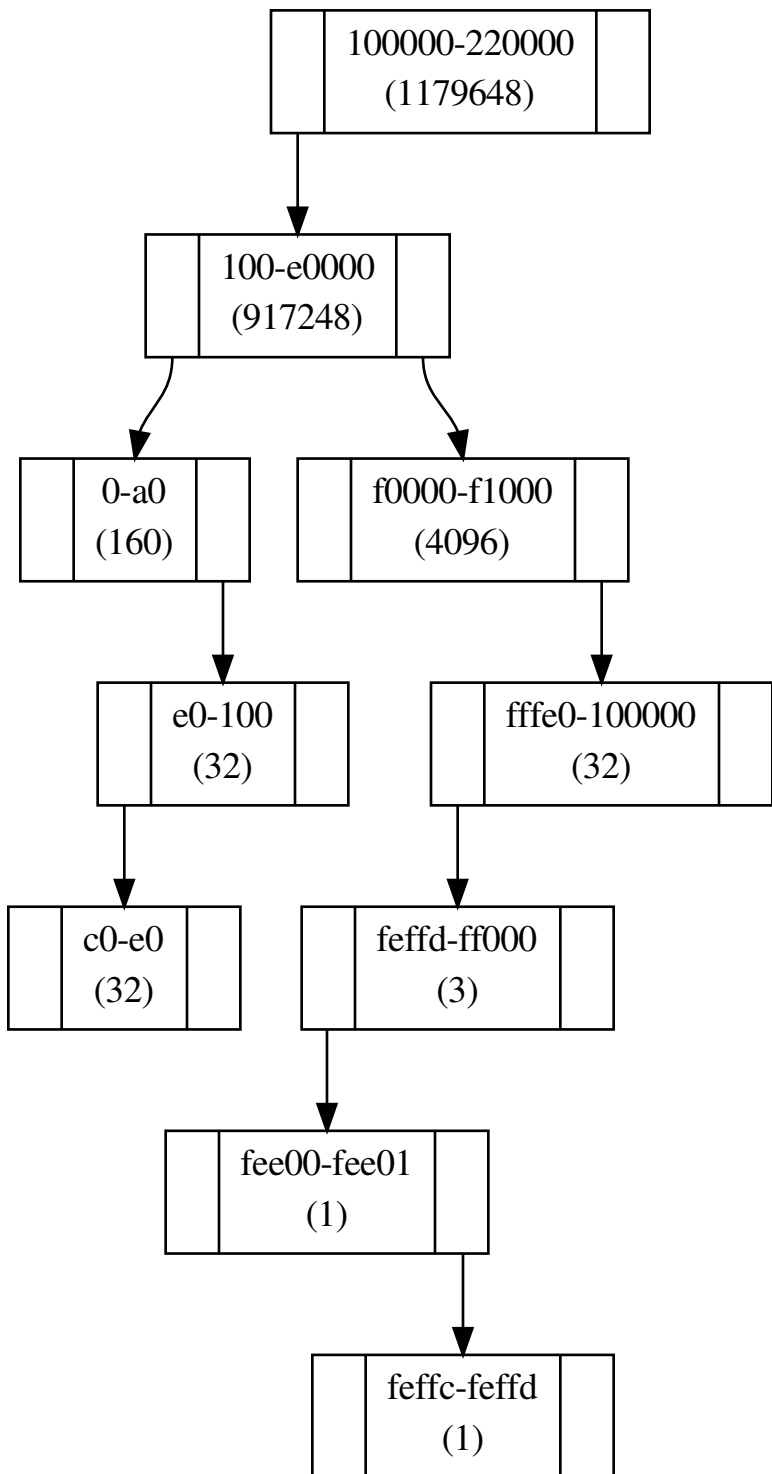 100000-220000
(1179648)
100-e0000
(917248)
0-a0
(160)
f0000-f1000
(4096)
e0-100
(32)
fffe0-100000
(32)
c0-e0
(32)
feffd-ff000
(3)
fee00-fee01
(1)
feffc-feffd
(1)